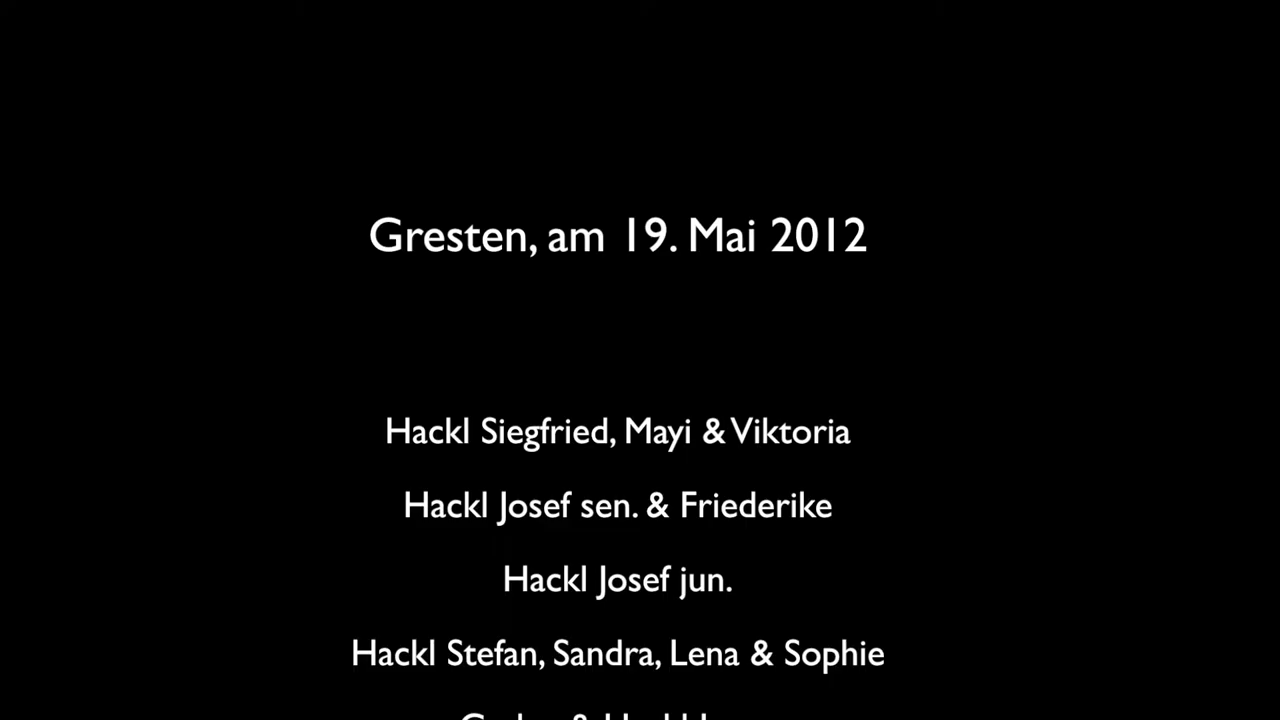 Gresten, am 19. Mai 2012
Hackl Siegfried, Mayi & Viktoria
Hackl Josef sen. & Friederike
Hackl Josef jun.
Hackl Stefan, Sandra, Lena & Sophie